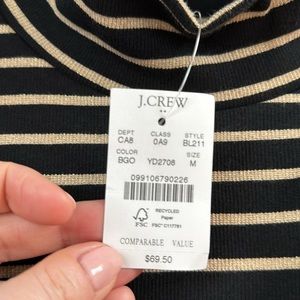 J.CREW
DEPT CLASS STYLE
CA8 0A9 BL211
COLOR SIZE
BGO YD2708 M
099106790226
RECYCLED
Paper
FSC FSC® C117791
COMPARABLE VALUE
$69.50